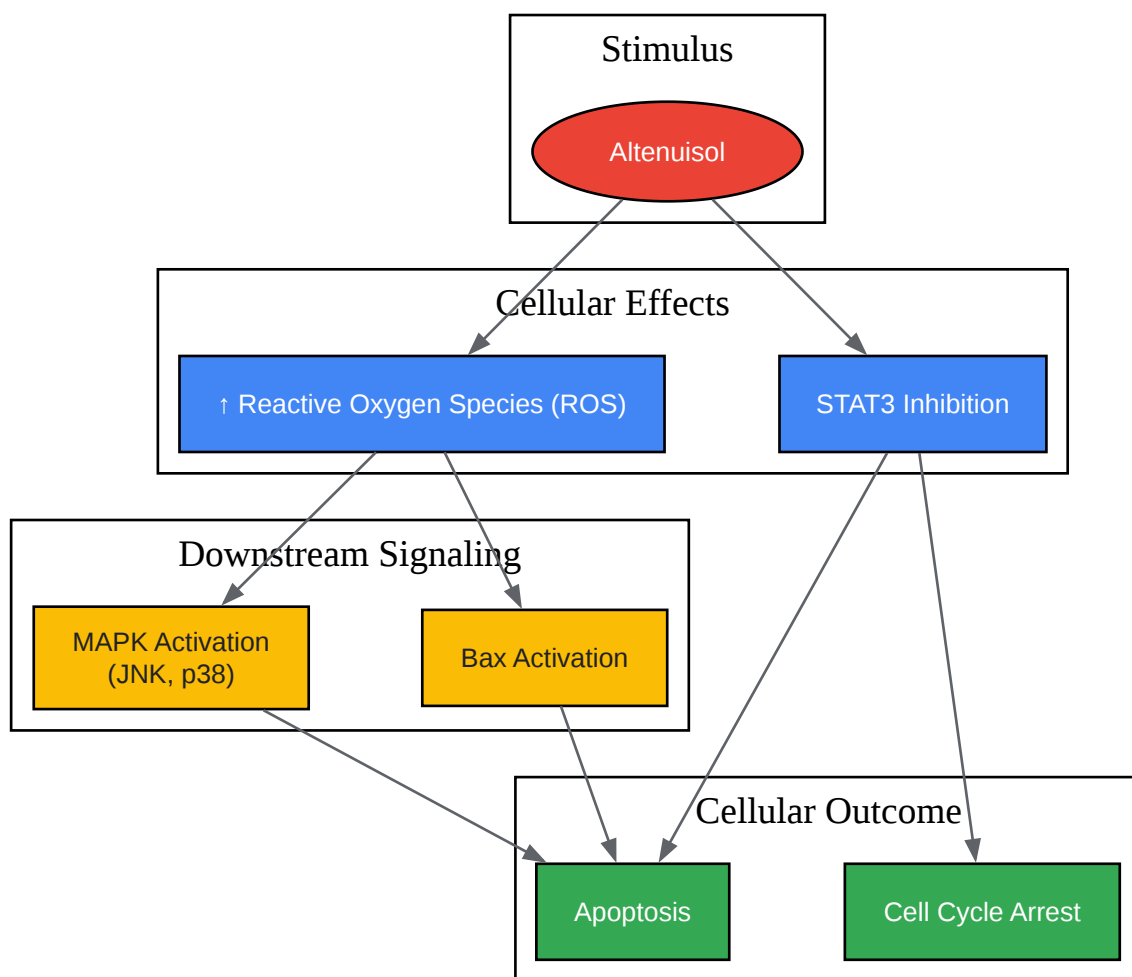 Stimulus
Altenuisol
Cellular Effects
↑ Reactive Oxygen Species (ROS)
STAT3 Inhibition
Downstream Signaling
MAPK Activation
(JNK, p38)
Bax Activation
Cellular Outcome
Apoptosis
Cell Cycle Arrest